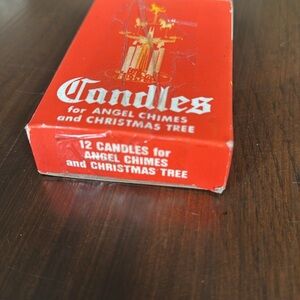 Candles
for ANGEL CHIMES
and CHRISTMAS TREE
12 CANDLES for
ANGEL CHIMES
and CHRISTMAS TREE